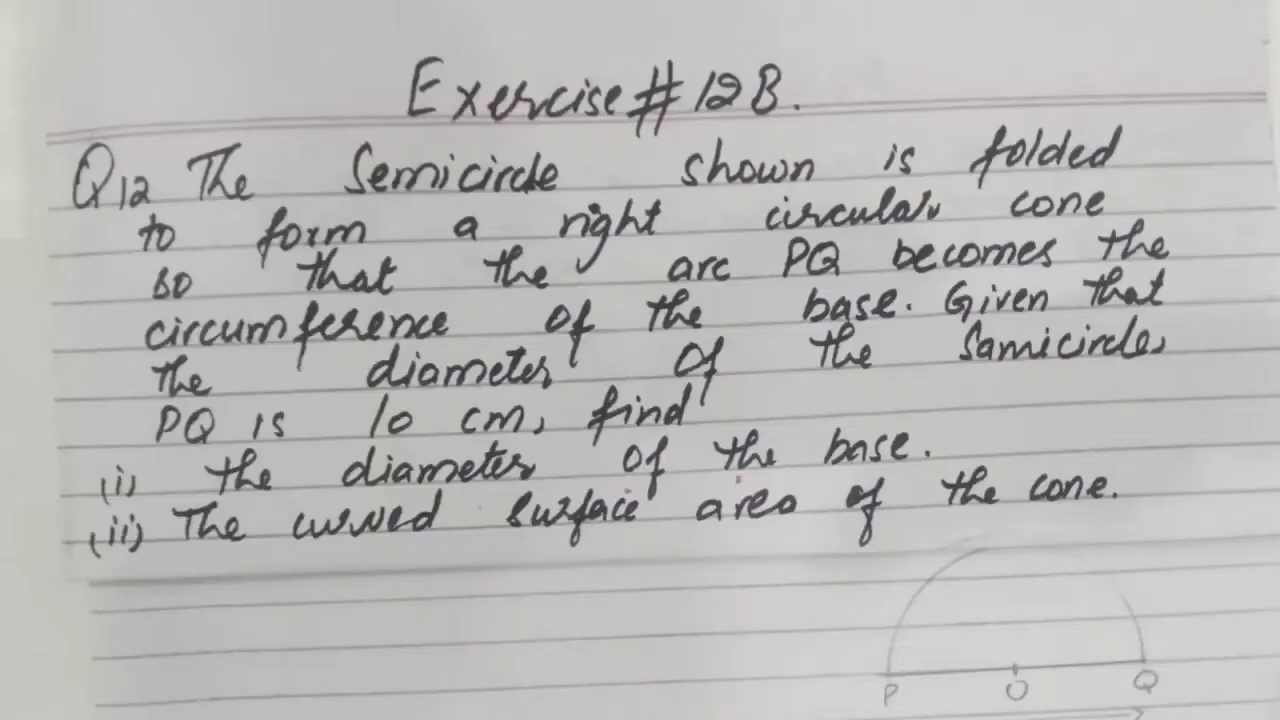 Exercise # 12B.
Q12 The Semicircle shown is folded
to form a right circular cone
so that the arc PQ becomes the
circumference of the base. Given that
the diameter of the Samicircle,
PQ is 10 cm, find
(i) the diameter of the base.
(ii) The curved surface area of the cone.
P O Q